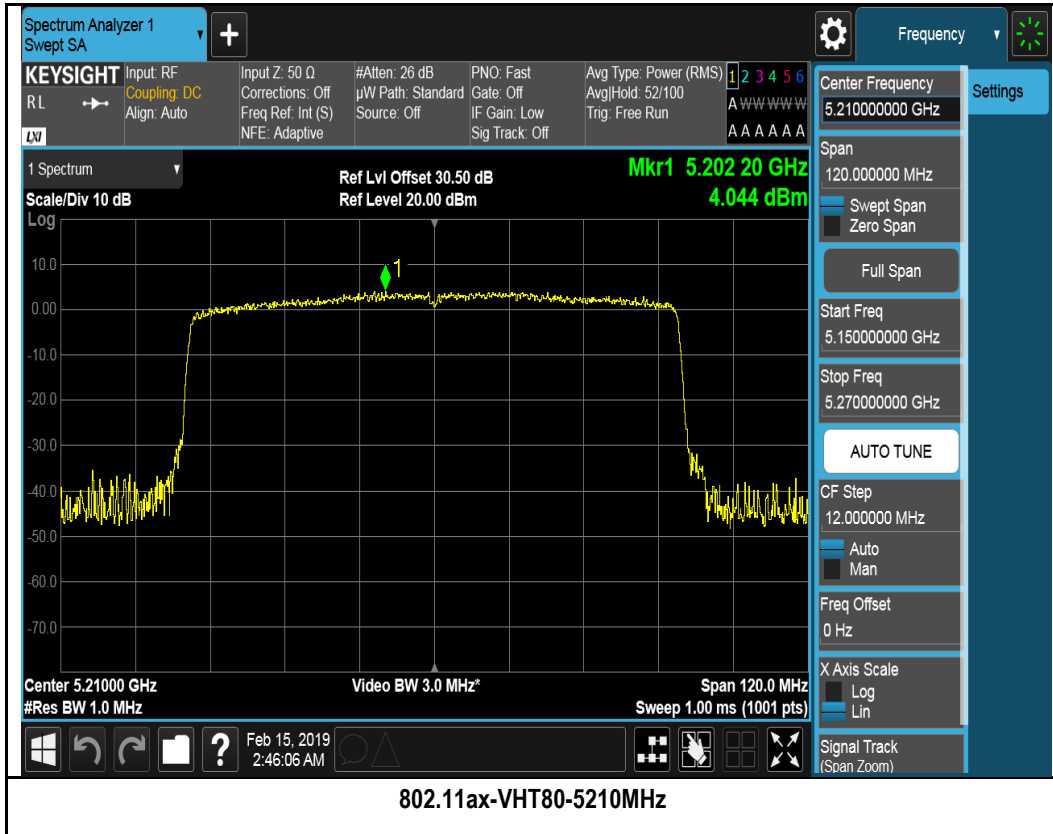 Spectrum Analyzer 1
Swept SA
+
Frequency
KEYSIGHT
RL
LXI
Input: RF
Coupling: DC
Align: Auto
Input Z: 50 Ω
Corrections: Off
Freq Ref: Int (S)
NFE: Adaptive
#Atten: 26 dB
µW Path: Standard
Source: Off
PNO: Fast
Gate: Off
IF Gain: Low
Sig Track: Off
Avg Type: Power (RMS)
Avg|Hold: 52/100
Trig: Free Run
1 2 3 4 5 6
A W W W W W
A A A A A A
1 Spectrum
Scale/Div 10 dB
Ref Lvl Offset 30.50 dB
Ref Level 20.00 dBm
Mkr1 5.202 20 GHz
4.044 dBm
Log
1
10.0
0.00
-10.0
-20.0
-30.0
-40.0
-50.0
-60.0
-70.0
Center 5.21000 GHz
#Res BW 1.0 MHz
Video BW 3.0 MHz*
Span 120.0 MHz
Sweep 1.00 ms (1001 pts)
?
Feb 15, 2019
2:46:06 AM
Center Frequency
5.210000000 GHz
Settings
Span
120.000000 MHz
Swept Span
Zero Span
Full Span
Start Freq
5.150000000 GHz
Stop Freq
5.270000000 GHz
AUTO TUNE
CF Step
12.000000 MHz
Auto
Man
Freq Offset
0 Hz
X Axis Scale
Log
Lin
Signal Track
(Span Zoom)
802.11ax-VHT80-5210MHz